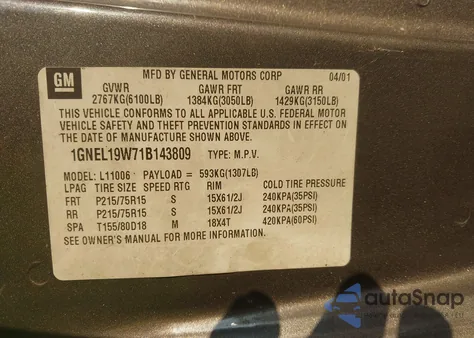 GM
MFD BY GENERAL MOTORS CORP 04/01
GVWR GAWR FRT GAWR RR
2767KG(6100LB) 1384KG(3050LB) 1429KG(3150LB)
THIS VEHICLE CONFORMS TO ALL APPLICABLE U.S. FEDERAL MOTOR
VEHICLE SAFETY AND THEFT PREVENTION STANDARDS IN EFFECT ON
THE DATE OF MANUFACTURE SHOWN ABOVE.
1GNEL19W71B143809 TYPE: M.P.V.
MODEL: L11006 PAYLOAD = 593KG(1307LB)
LPAG TIRE SIZE SPEED RTG RIM COLD TIRE PRESSURE
FRT P215/75R15 S 15X61/2J 240KPA(35PSI)
RR P215/75R15 S 15X61/2J 240KPA(35PSI)
SPA T155/80D18 M 18X4T 420KPA(60PSI)
SEE OWNER'S MANUAL FOR MORE INFORMATION.
autoSnap